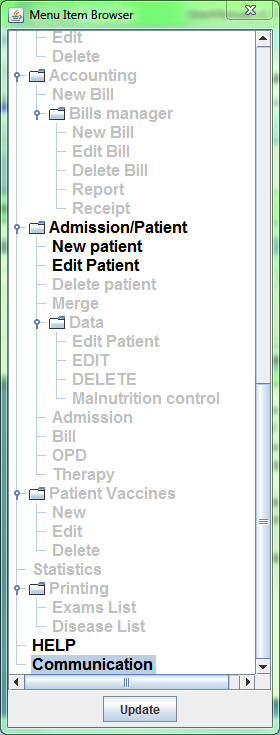 Menu Item Browser
Edit
Delete
Accounting
New Bill
Bills manager
New Bill
Edit Bill
Delete Bill
Report
Receipt
Admission/Patient
New patient
Edit Patient
Delete patient
Merge
Data
Edit Patient
EDIT
DELETE
Malnutrition control
Admission
Bill
OPD
Therapy
Patient Vaccines
New
Edit
Delete
Statistics
Printing
Exams List
Disease List
HELP
Communication
Update